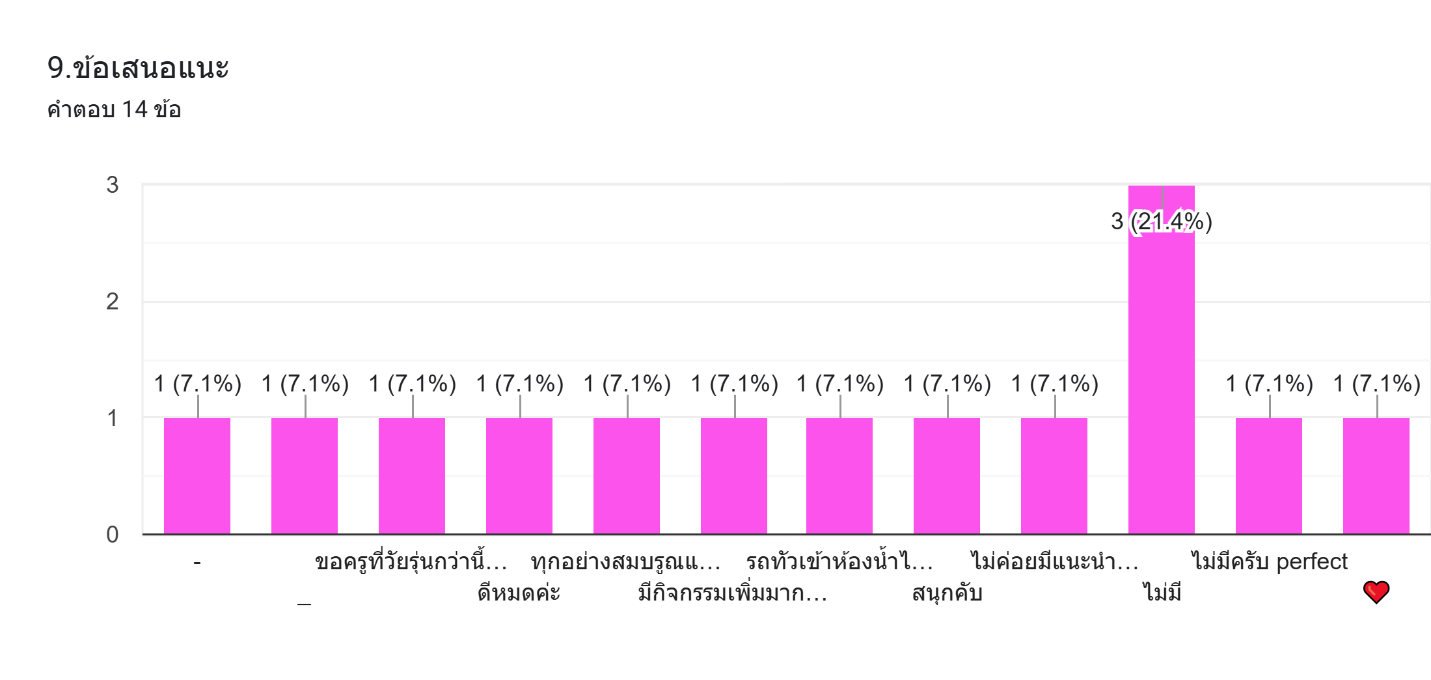 9.ข้อเสนอแนะ
คำตอบ 14 ข้อ
3
2
1
0
1 (7.1%) 1 (7.1%) 1 (7.1%) 1 (7.1%) 1 (7.1%) 1 (7.1%) 1 (7.1%) 1 (7.1%) 1 (7.1%) 3 (21.4%) 1 (7.1%) 1 (7.1%)
- ขอครูที่วัยรุ่นกว่านี้… ทุกอย่างสมบรูณแ… รถทัวเข้าห้องน้ำไ… ไม่ค่อยมีแนะนำ… ไม่มีครับ perfect
_ ดีหมดค่ะ มีกิจกรรมเพิ่มมาก… สนุกคับ ไม่มี ❤️